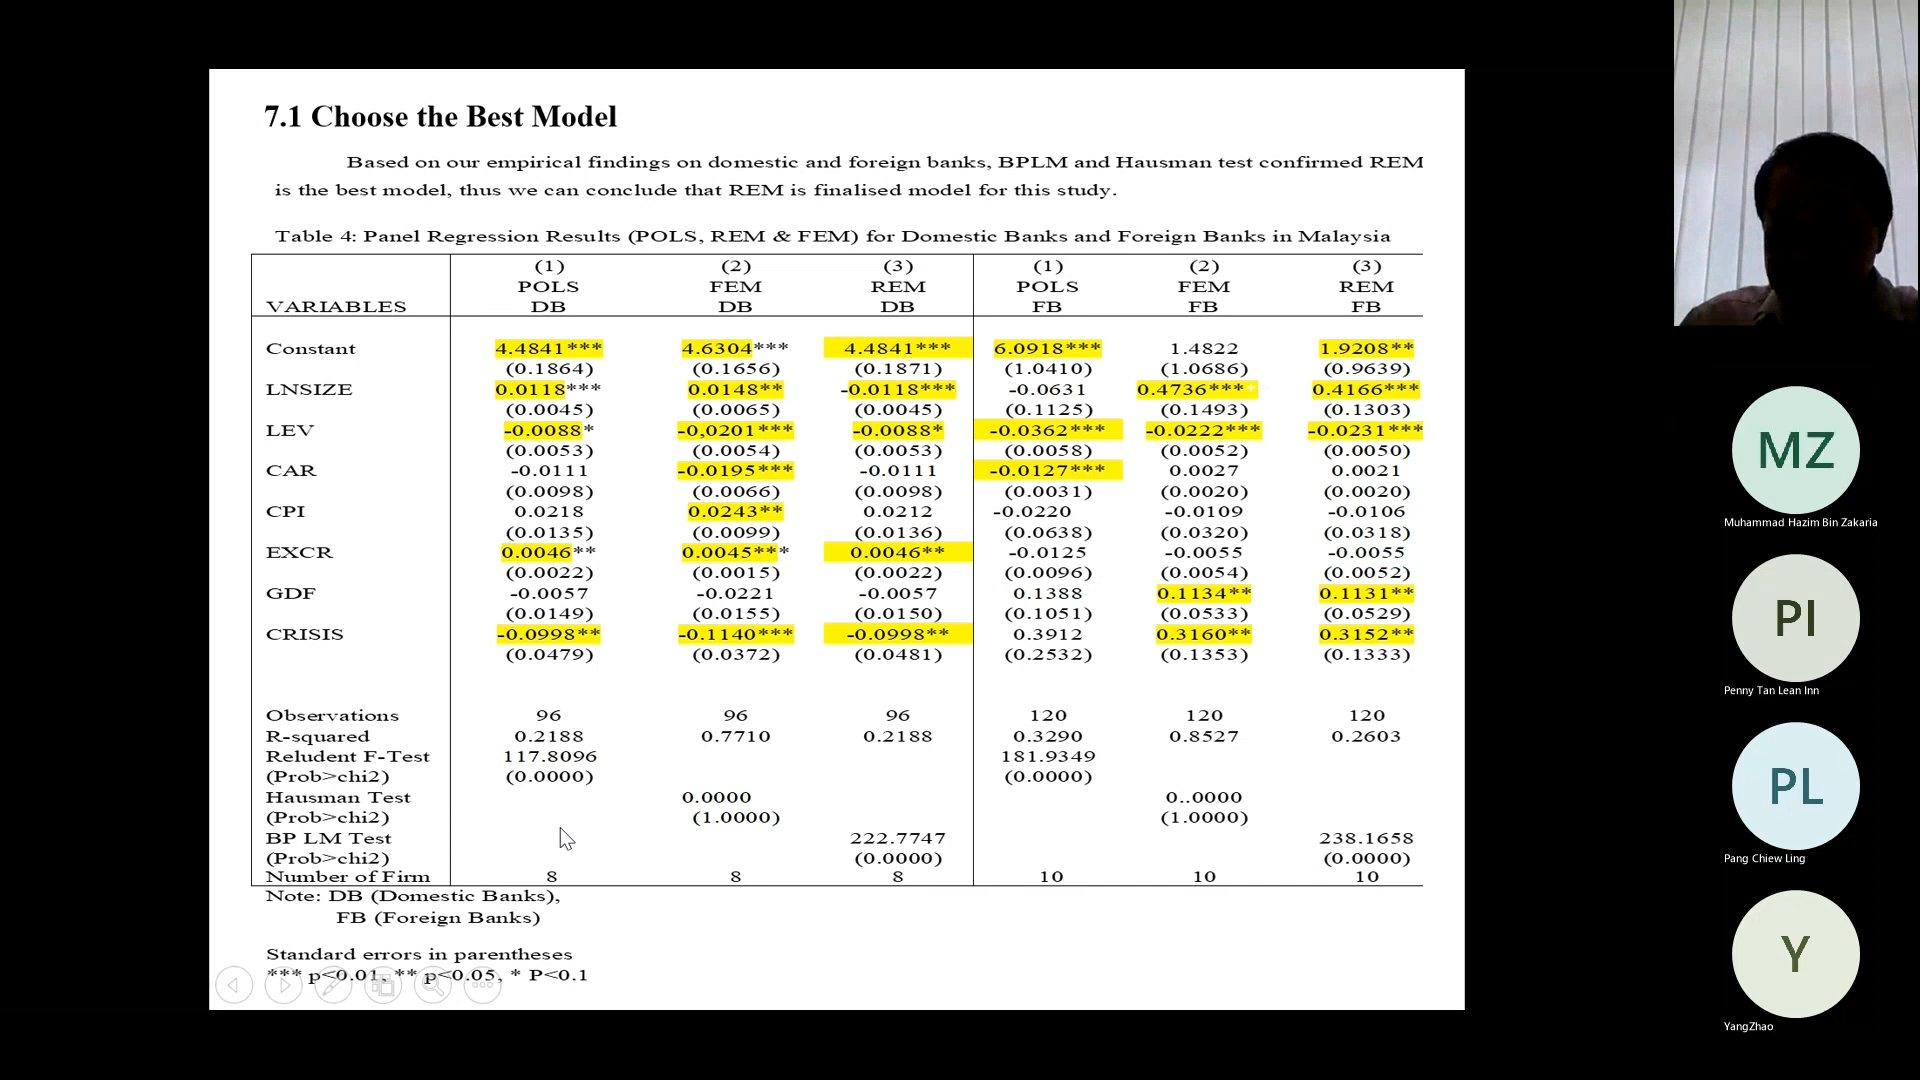 7.1 Choose the Best Model
Based on our empirical findings on domestic and foreign banks, BPLM and Hausman test confirmed REM
is the best model, thus we can conclude that REM is finalised model for this study.
Table 4: Panel Regression Results (POLS, REM & FEM) for Domestic Banks and Foreign Banks in Malaysia
(1) (2) (3) (1) (2) (3)
POLS FEM REM POLS FEM REM
VARIABLES DB DB DB FB FB FB
Constant 4.4841*** 4.6304*** 4.4841*** 6.0918*** 1.4822 1.9208**
(0.1864) (0.1656) (0.1871) (1.0410) (1.0686) (0.9639)
LNSIZE 0.0118*** 0.0148** -0.0118*** -0.0631 0.4736**** 0.4166***
(0.0045) (0.0065) (0.0045) (0.1125) (0.1493) (0.1303)
LEV -0.0088* -0,0201*** -0.0088* -0.0362*** -0.0222*** -0.0231***
(0.0053) (0.0054) (0.0053) (0.0058) (0.0052) (0.0050)
CAR -0.0111 -0.0195*** -0.0111 -0.0127*** 0.0027 0.0021
(0.0098) (0.0066) (0.0098) (0.0031) (0.0020) (0.0020)
CPI 0.0218 0.0243** 0.0212 -0.0220 -0.0109 -0.0106
(0.0135) (0.0099) (0.0136) (0.0638) (0.0320) (0.0318)
EXCR 0.0046** 0.0045*** 0.0046** -0.0125 -0.0055 -0.0055
(0.0022) (0.0015) (0.0022) (0.0096) (0.0054) (0.0052)
GDF -0.0057 -0.0221 -0.0057 0.1388 0.1134** 0.1131**
(0.0149) (0.0155) (0.0150) (0.1051) (0.0533) (0.0529)
CRISIS -0.0998** -0.1140*** -0.0998** 0.3912 0.3160** 0.3152**
(0.0479) (0.0372) (0.0481) (0.2532) (0.1353) (0.1333)
Observations 96 96 96 120 120 120
R-squared 0.2188 0.7710 0.2188 0.3290 0.8527 0.2603
Reludent F-Test 117.8096 181.9349
(Prob>chi2) (0.0000) (0.0000)
Hausman Test 0.0000 0..0000
(Prob>chi2) (1.0000) (1.0000)
BP LM Test 222.7747 238.1658
(Prob>chi2) (0.0000) (0.0000)
Number of Firm 8 8 8 10 10 10
Note: DB (Domestic Banks),
FB (Foreign Banks)
Standard errors in parentheses
*** p<0.01, ** p<0.05, * P<0.1
MZ
Muhammad Hazim Bin Zakaria
PI
Penny Tan Lean Inn
PL
Pang Chiew Ling
Y
YangZhao